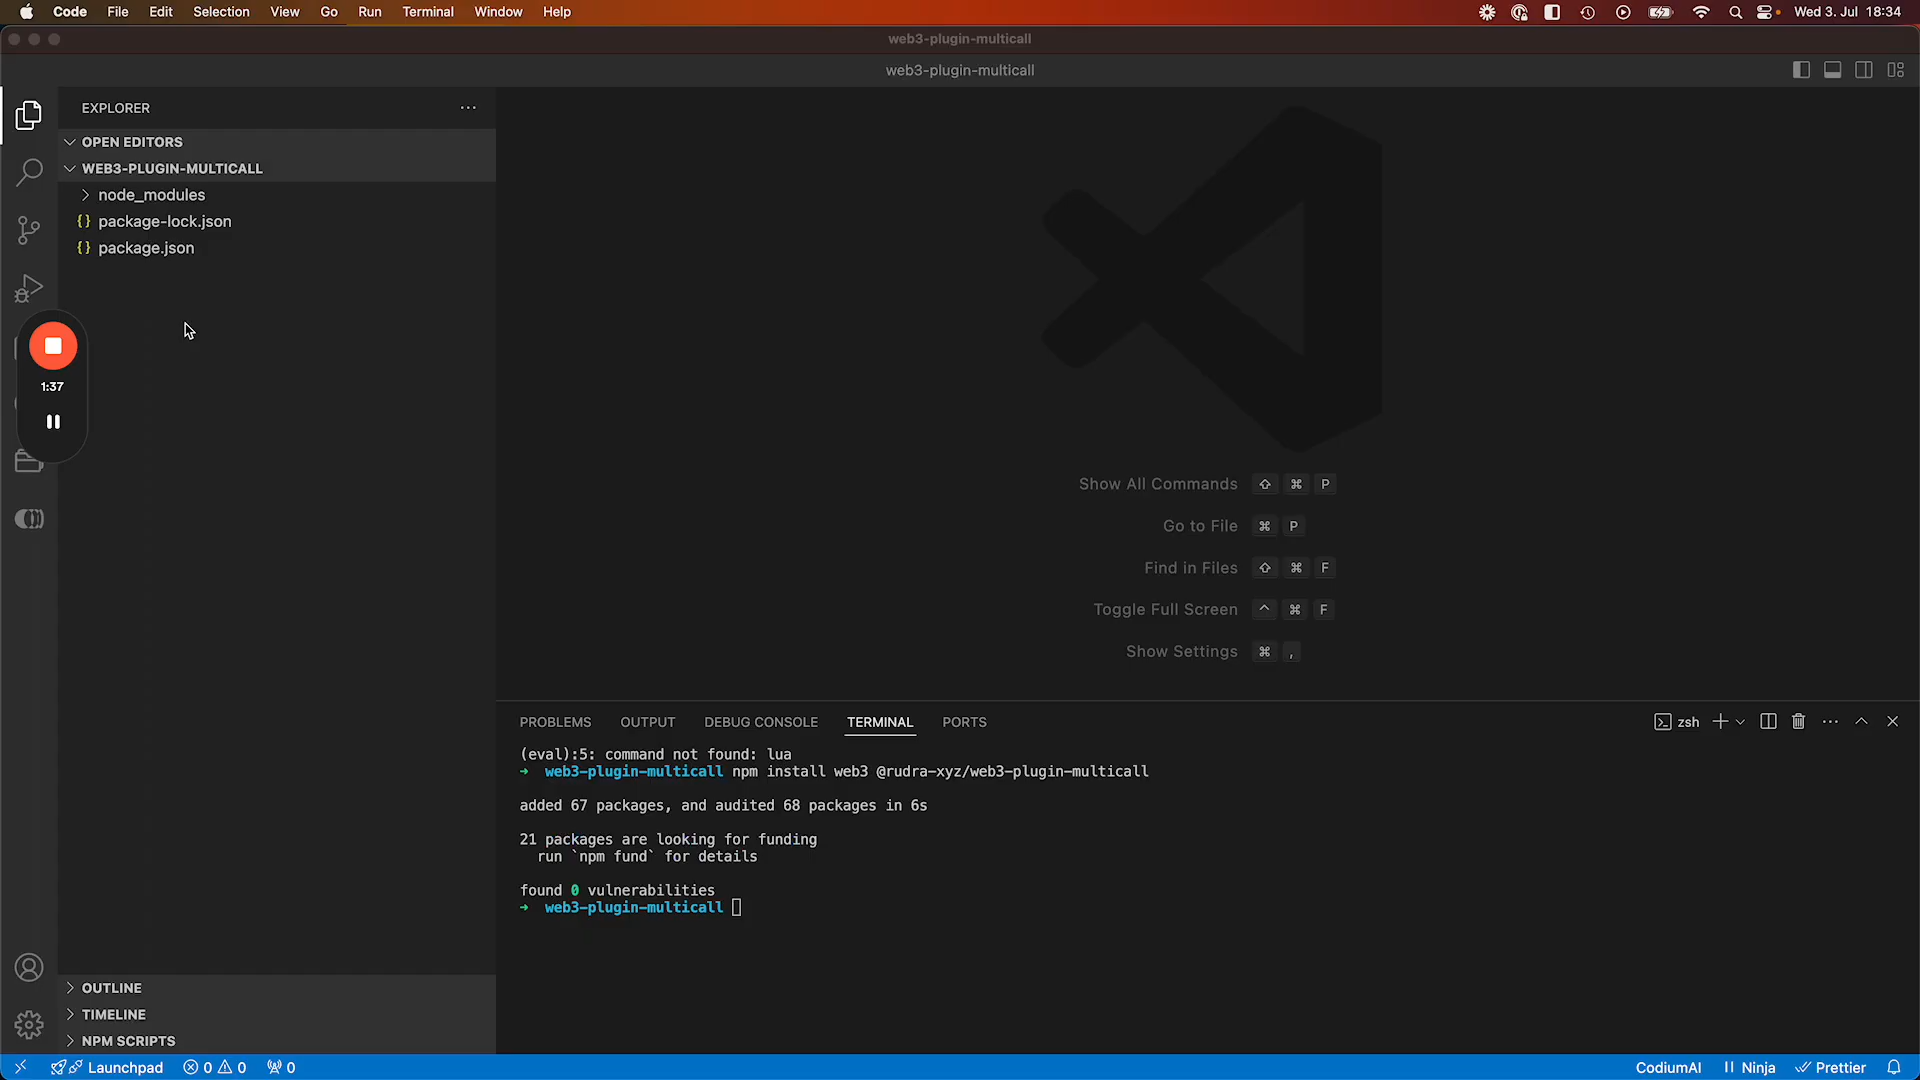 Code File Edit Selection View Go Run Terminal Window Help Wed 3. Jul 18:34
web3-plugin-multicall
web3-plugin-multicall
EXPLORER
OPEN EDITORS
WEB3-PLUGIN-MULTICALL
node_modules
{} package-lock.json
{} package.json
1:37
Show All Commands ⇧ ⌘ P
Go to File ⌘ P
Find in Files ⇧ ⌘ F
Toggle Full Screen ^ ⌘ F
Show Settings ⌘ ,
PROBLEMS OUTPUT DEBUG CONSOLE TERMINAL PORTS zsh
(eval):5: command not found: lua
→ web3-plugin-multicall npm install web3 @rudra-xyz/web3-plugin-multicall
added 67 packages, and audited 68 packages in 6s
21 packages are looking for funding
run `npm fund` for details
found 0 vulnerabilities
→ web3-plugin-multicall
OUTLINE
TIMELINE
NPM SCRIPTS
Launchpad 0 0 0 CodiumAI Ninja Prettier